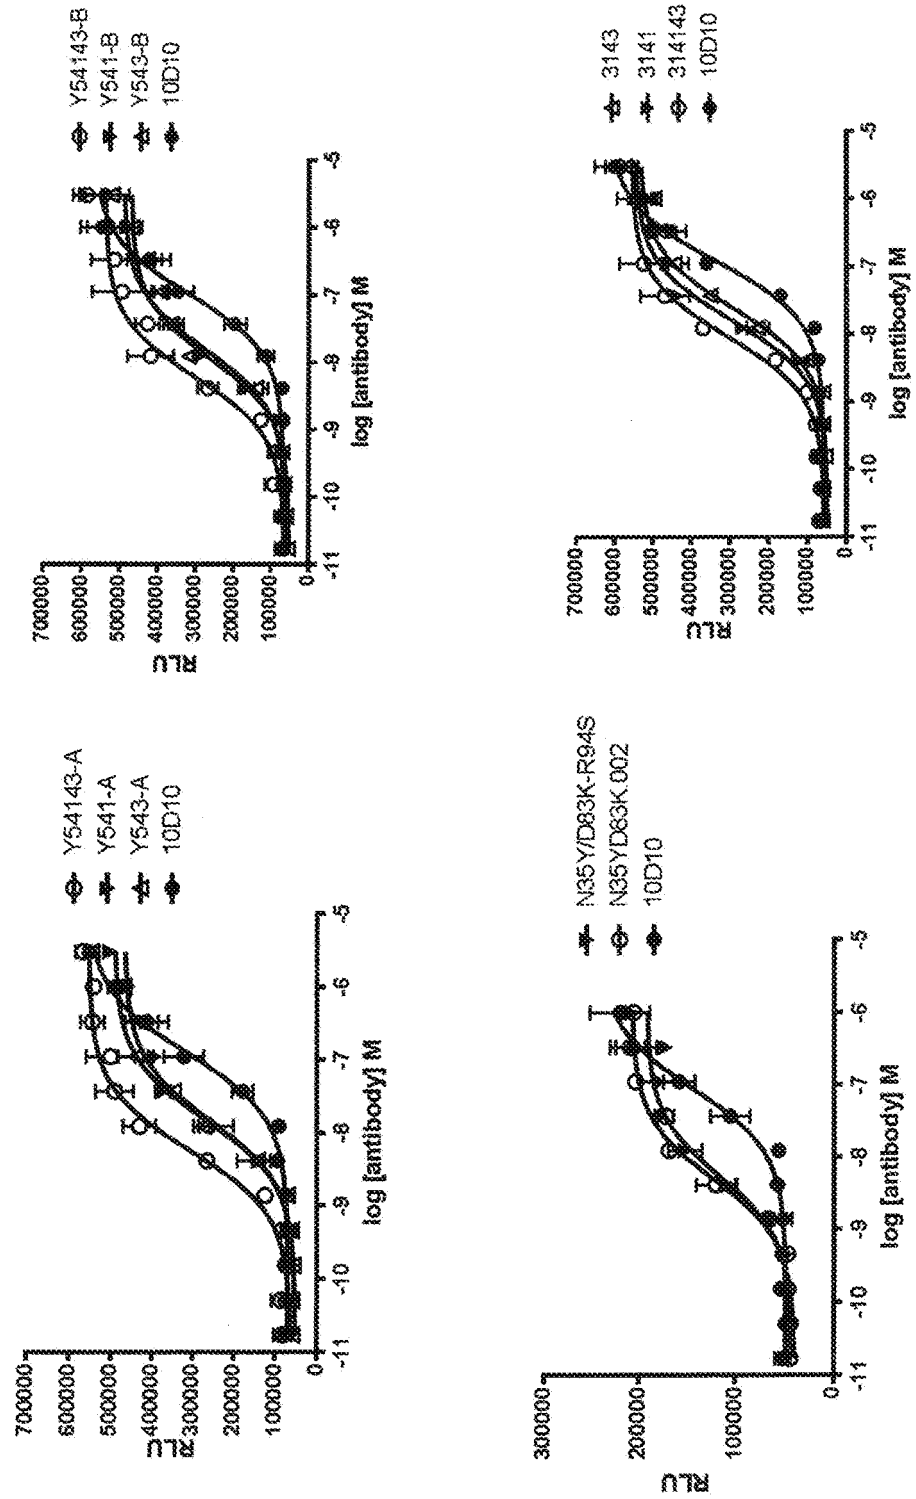 700000
600000
500000
400000
300000
200000
100000
0
RLU
-11
-10
-9
-8
-7
-6
-5
log [antibody] M
Y54143-A
Y541-A
Y543-A
10D10
700000
600000
500000
400000
300000
200000
100000
0
RLU
-11
-10
-9
-8
-7
-6
-5
log [antibody] M
Y54143-B
Y541-B
Y543-B
10D10
300000
200000
100000
0
RLU
-11
-10
-9
-8
-7
-6
-5
log [antibody] M
N35Y/D83K-R94S
N35YD83K.002
10D10
700000
600000
500000
400000
300000
200000
100000
0
RLU
-11
-10
-9
-8
-7
-6
-5
log [antibody] M
3143
3141
314143
10D10